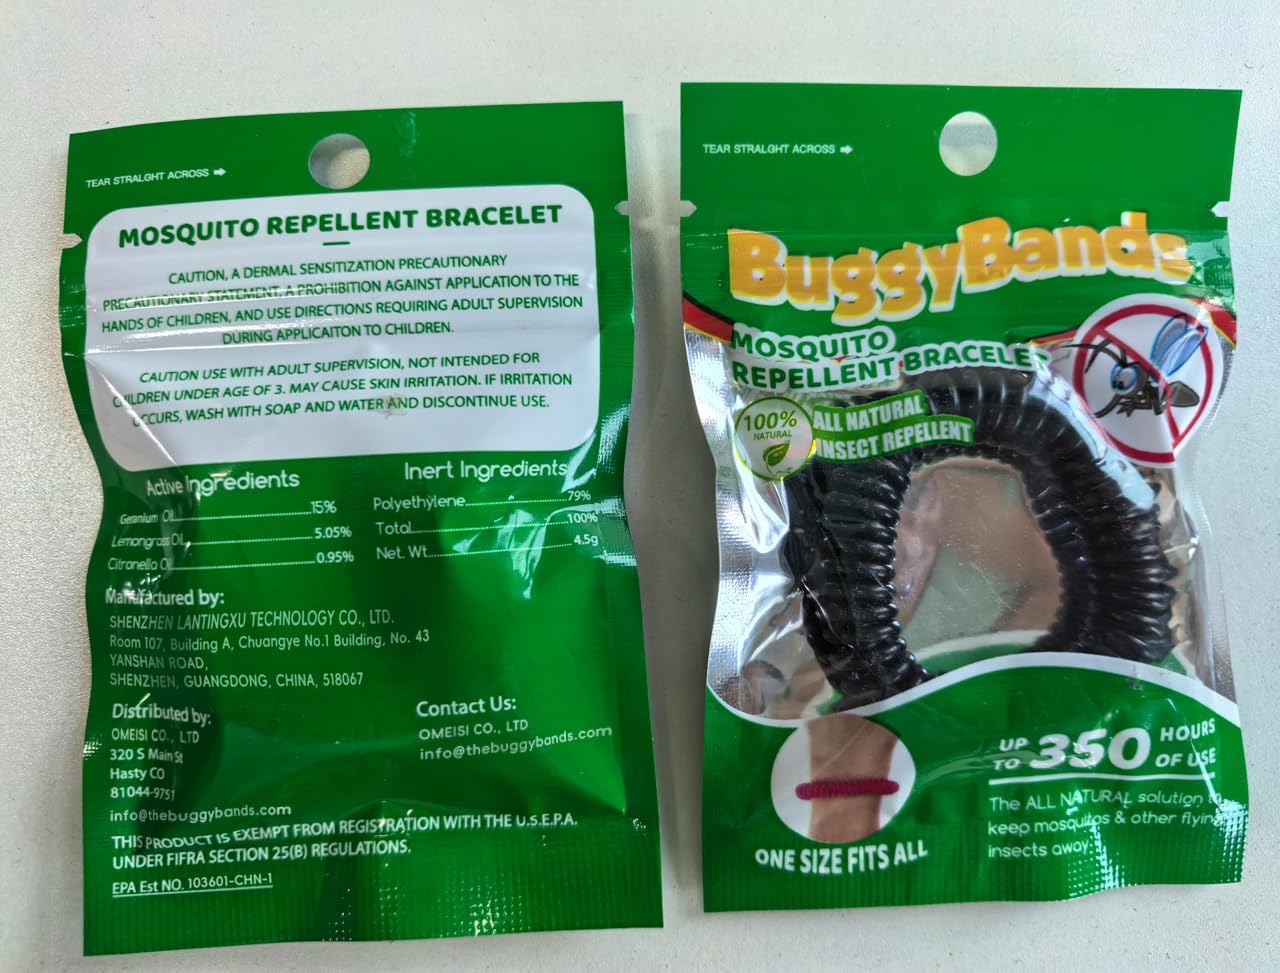 TEAR STRALGHT ACROSS
MOSQUITO REPELLENT BRACELET
CAUTION, A DERMAL SENSITIZATION PRECAUTIONARY
PRECAUTIONARY STATEMENT, A PROHIBITION AGAINST APPLICATION TO THE
HANDS OF CHILDREN, AND USE DIRECTIONS REQUIRING ADULT SUPERVISION
DURING APPLICAITON TO CHILDREN.
CAUTION USE WITH ADULT SUPERVISION, NOT INTENDED FOR
CHILDREN UNDER AGE OF 3. MAY CAUSE SKIN IRRITATION. IF IRRITATION
OCCURS, WASH WITH SOAP AND WATER AND DISCONTINUE USE.
Active Ingredients
Geranium Oil 15%
Lemongrass Oil 5.05%
Citronella Oil 0.95%
Inert Ingredients
Polyethylene 79%
Total 100%
Net. Wt 4.5g
Manufactured by:
SHENZHEN LANTINGXU TECHNOLOGY CO., LTD.
Room 107, Building A, Chuangye No.1 Building, No. 43
YANSHAN ROAD,
SHENZHEN, GUANGDONG, CHINA, 518067
Distributed by:
OMEISI CO., LTD
320 S Main St
Hasty CO
81044-9751
info@thebuggybands.com
Contact Us:
OMEISI CO., LTD
info@thebuggybands.com
THIS PRODUCT IS EXEMPT FROM REGISTRATION WITH THE U.S.E.P.A.
UNDER FIFRA SECTION 25(B) REGULATIONS.
EPA Est NO. 103601-CHN-1
TEAR STRALGHT ACROSS
BuggyBands
MOSQUITO
REPELLENT BRACELET
100%
NATURAL
ALL NATURAL
INSECT REPELLENT
UP TO 350 HOURS OF USE
The ALL NATURAL solution to
keep mosquitos & other flying
insects away
ONE SIZE FITS ALL